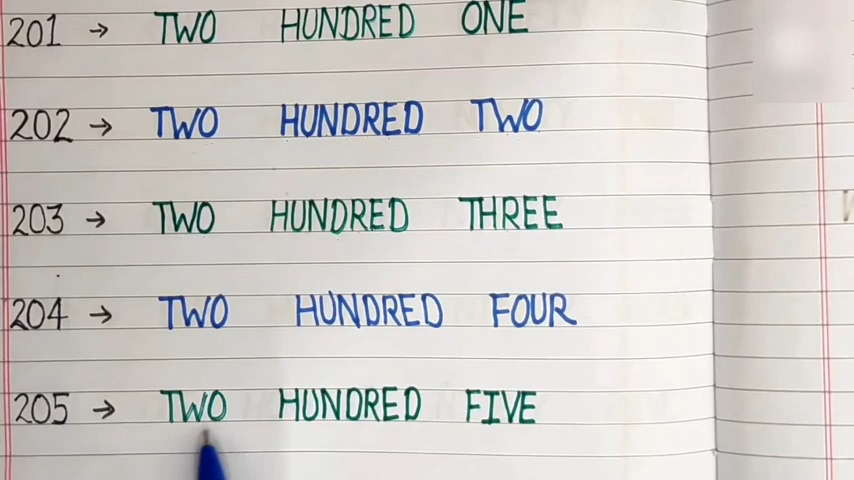 201 → TWO HUNDRED ONE
202 → TWO HUNDRED TWO
203 → TWO HUNDRED THREE
204 → TWO HUNDRED FOUR
205 → TWO HUNDRED FIVE